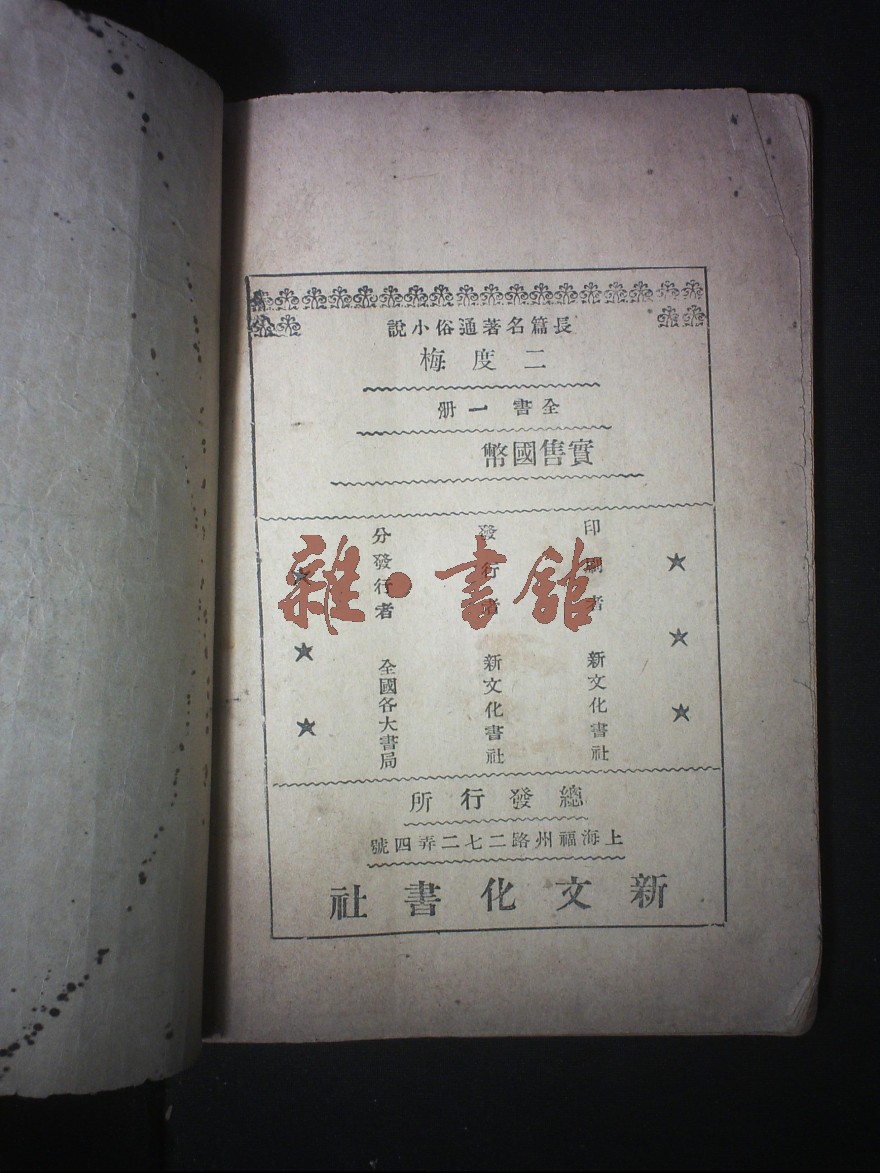 長篇名著通俗小說
二度梅
全書一册
實售國幣
印刷者 新文化書社
發行者 新文化書社
分發行者 全國各大書局
總發行所
上海福州路二七二弄四號
新文化書社
雜·書館